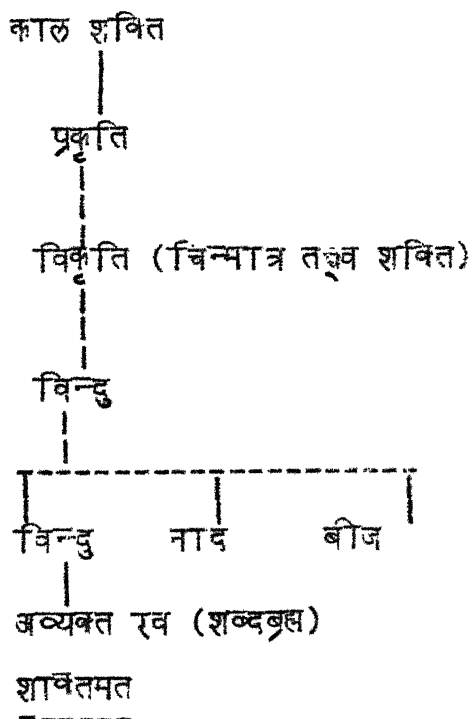 काल शक्ति
प्रकृति
विकृति (चिन्मात्र तत्त्व शक्ति)
विन्दु
विन्दु नाद बीज
अव्यक्त रव (शब्दब्रह्म)
शाक्तमत